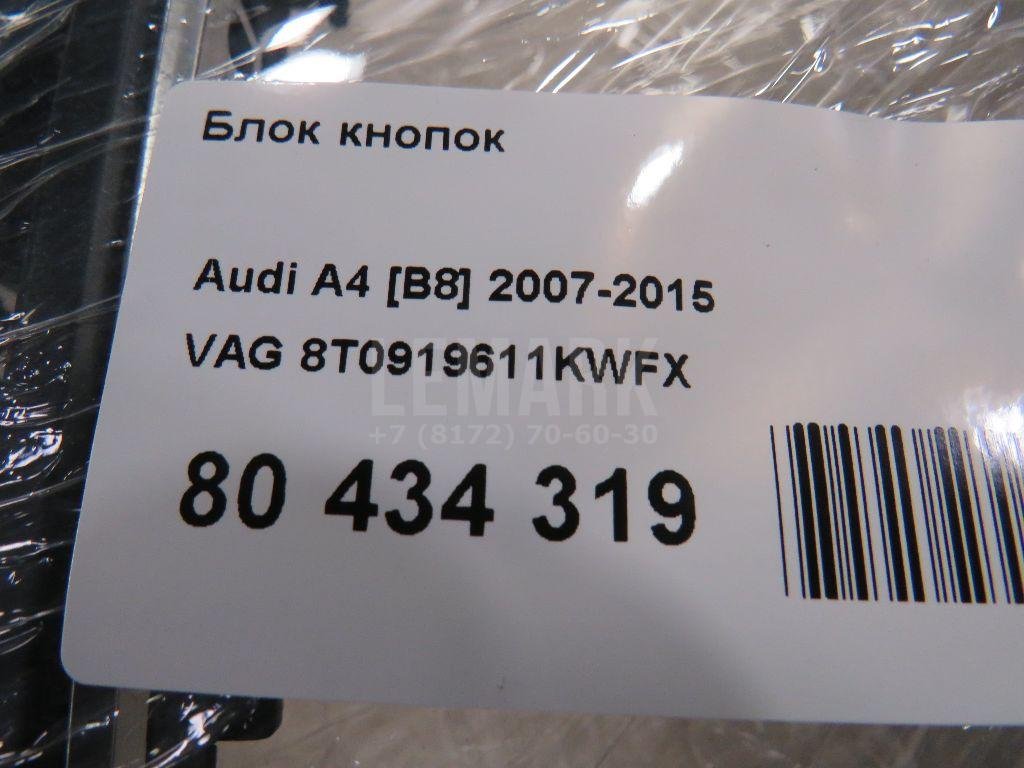 Блок кнопок
Audi A4 [B8] 2007-2015
VAG 8T0919611KWFX
LEMARK
+7 (8172) 70-60-30
80 434 319